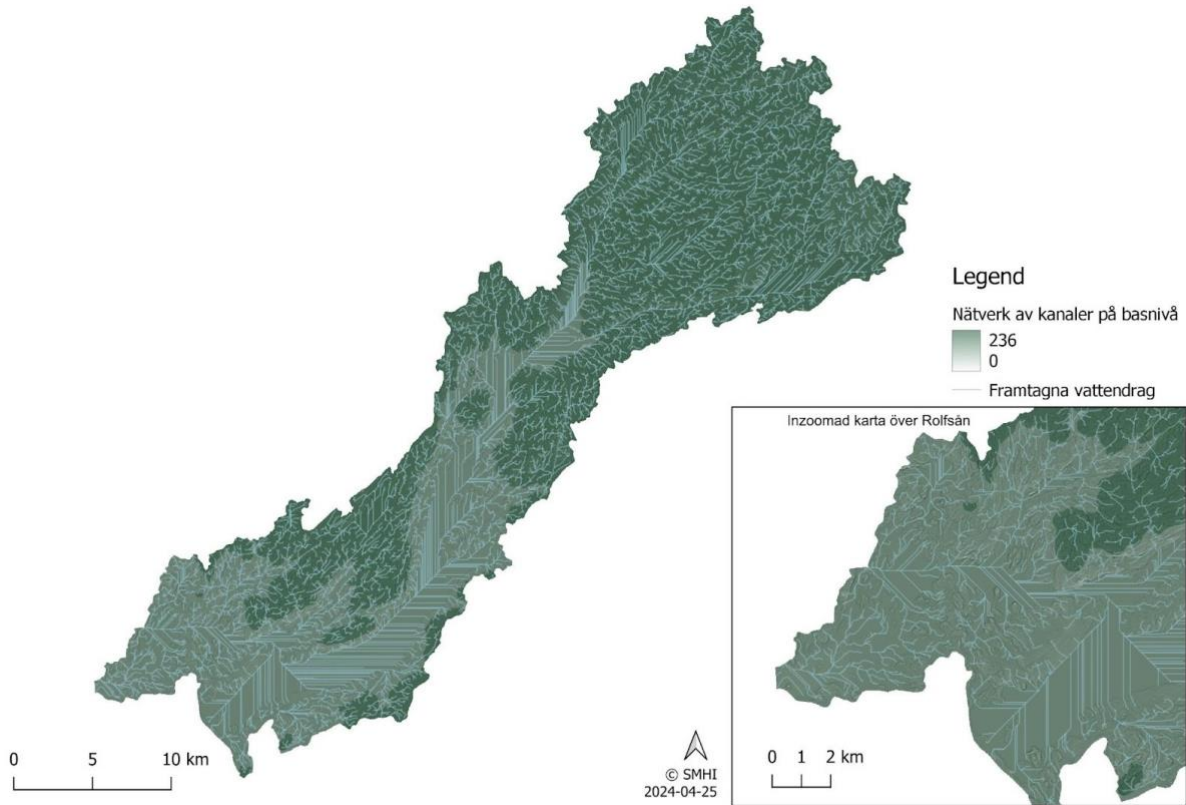 Legend
Nätverk av kanaler på basnivå
236
0
Framtagna vattendrag
Inzoomad karta över Rolfsån
0 5 10 km
© SMHI
2024-04-25
0 1 2 km